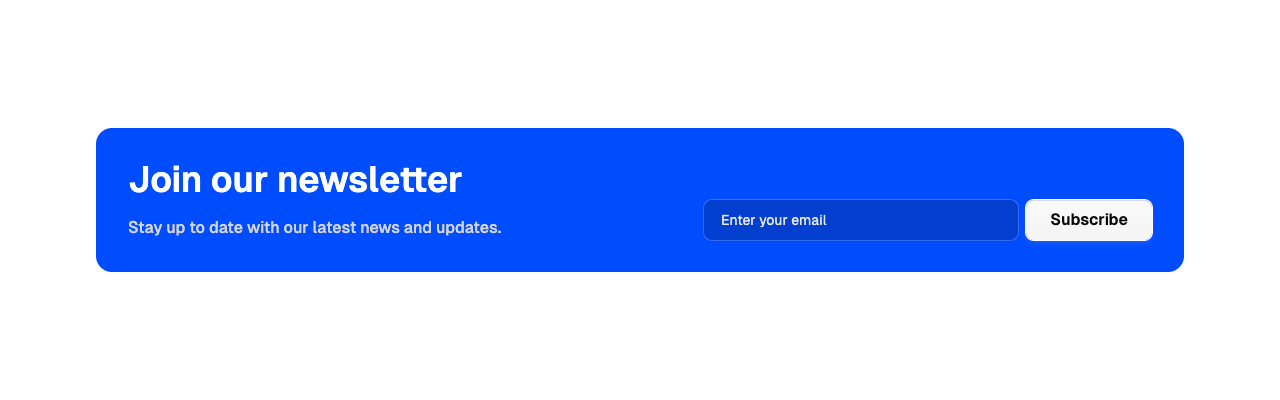 Join our newsletter
Stay up to date with our latest news and updates.
Enter your email
Subscribe